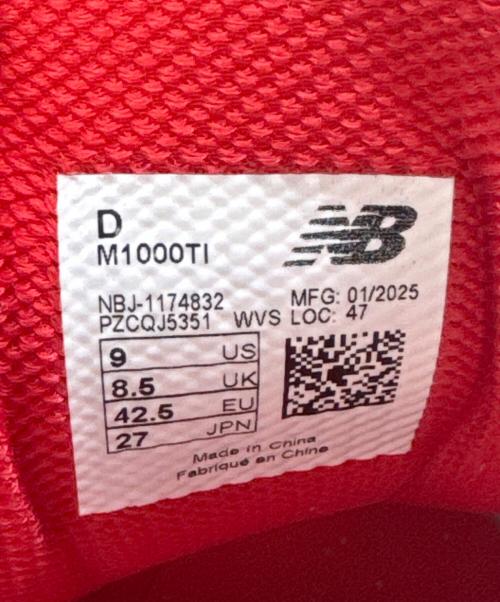 D
M1000TI
NB
NBJ-1174832 MFG: 01/2025
PZCQJ5351 WVS LOC: 47
9 US
8.5 UK
42.5 EU
27 JPN
Made in China
Fabriqué en Chine